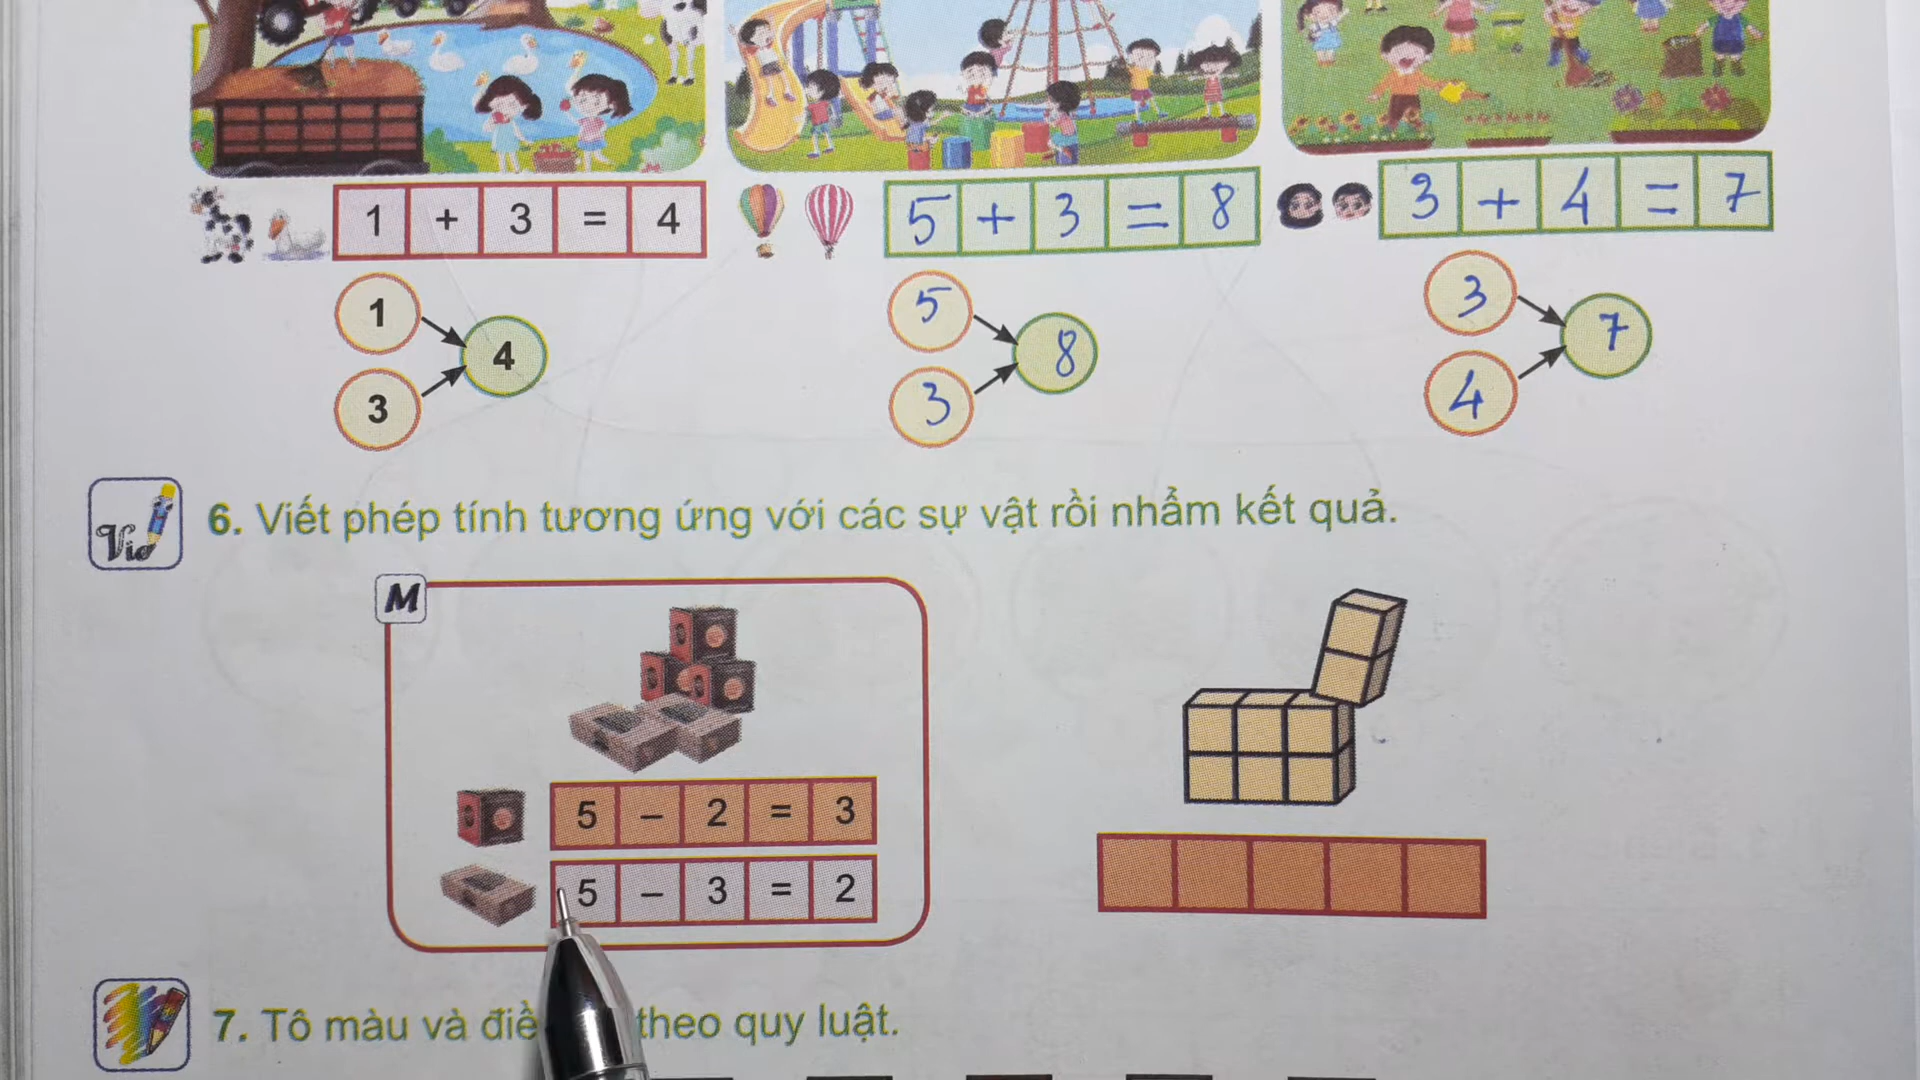 1 + 3 = 4
5 + 3 = 8
3 + 4 = 7
1
3
4
5
3
8
3
4
7
Vio
6. Viết phép tính tương ứng với các sự vật rồi nhẩm kết quả.
M
5 – 2 = 3
5 – 3 = 2
7. Tô màu và theo quy luật.